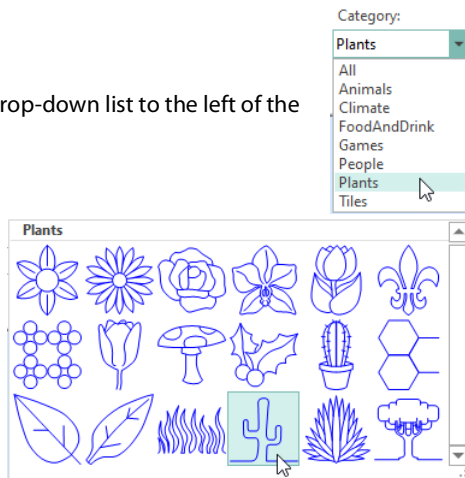 Category:
Plants
All
Animals
Climate
FoodAndDrink
Games
People
Plants
Tiles
rop-down list to the left of the
Plants